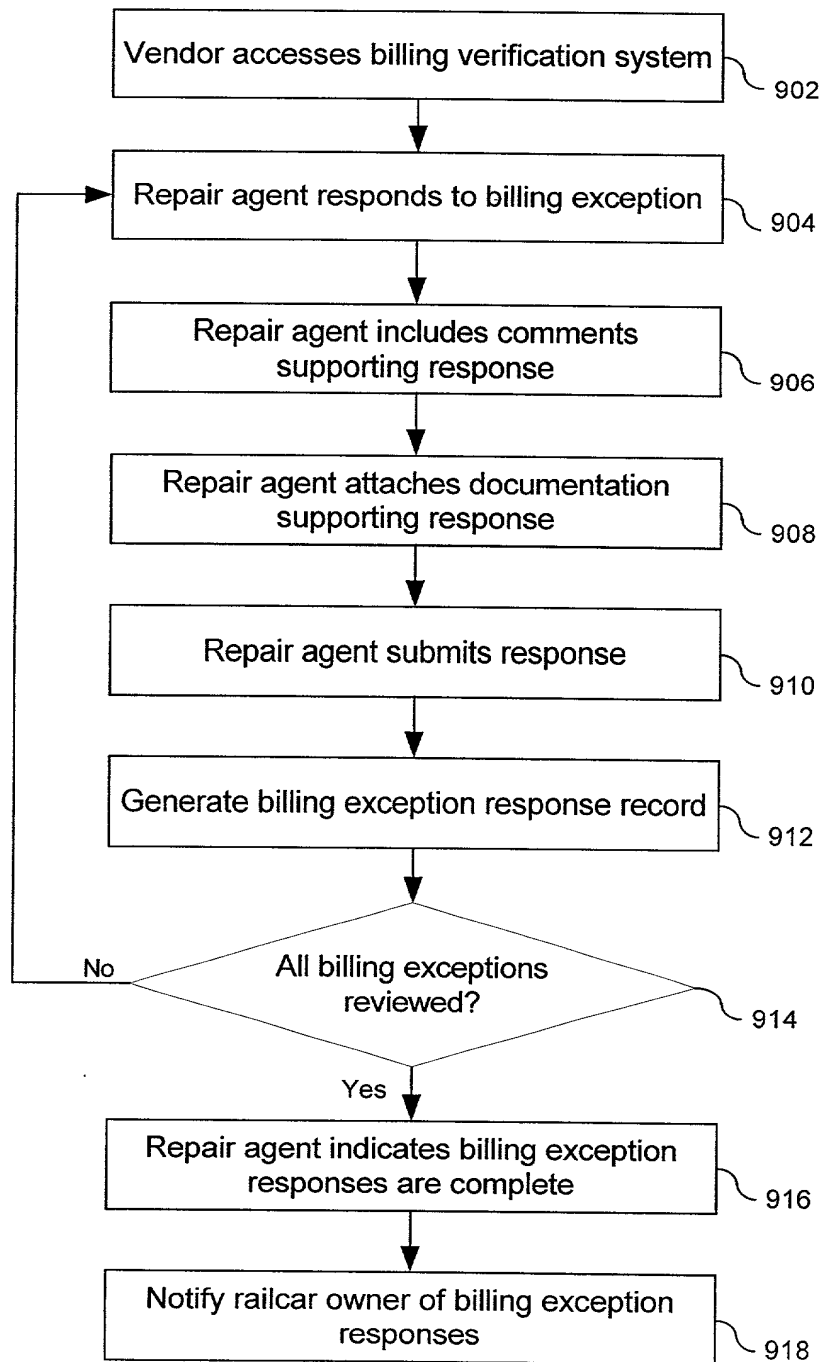 Vendor accesses billing verification system
902
Repair agent responds to billing exception
904
Repair agent includes comments
supporting response
906
Repair agent attaches documentation
supporting response
908
Repair agent submits response
910
Generate billing exception response record
912
No
All billing exceptions
reviewed?
914
Yes
Repair agent indicates billing exception
responses are complete
916
Notify railcar owner of billing exception
responses
918